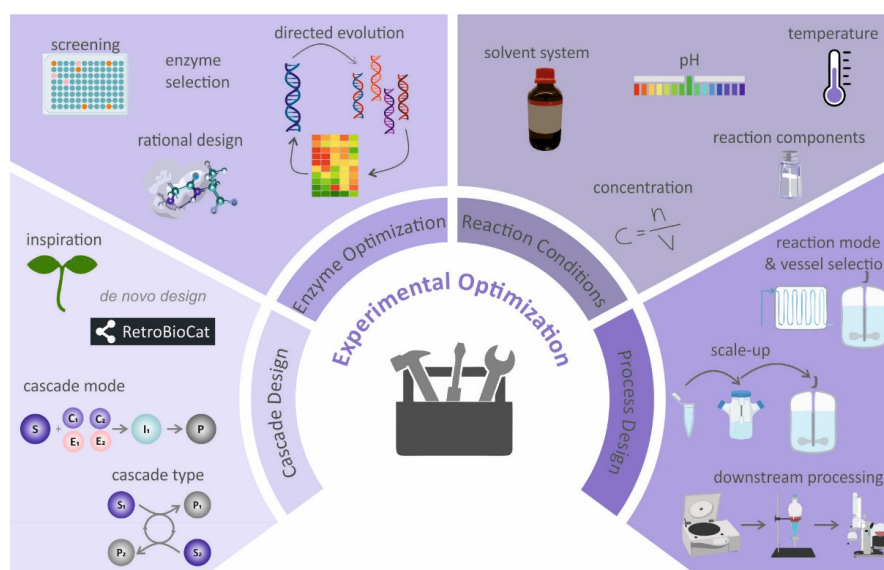 screening
enzyme
selection
directed evolution
rational design
solvent system
pH
temperature
reaction components
concentration
C = n
V
inspiration
de novo design
RetroBioCat
cascade mode
S + C₁ C₂
E₁ E₂
I₁
P
cascade type
S₁
P₁
P₂
S₂
Cascade Design
Enzyme Optimization
Reaction Conditions
Process Design
Experimental Optimization
reaction mode
& vessel selection
scale-up
downstream processing